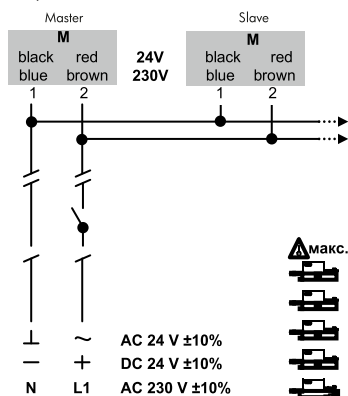 Master Slave
M M
black red 24V black red
blue brown 230V blue brown
1 2 1 2
макс.
⊥ ~ AC 24 V ±10%
− + DC 24 V ±10%
N L1 AC 230 V ±10%